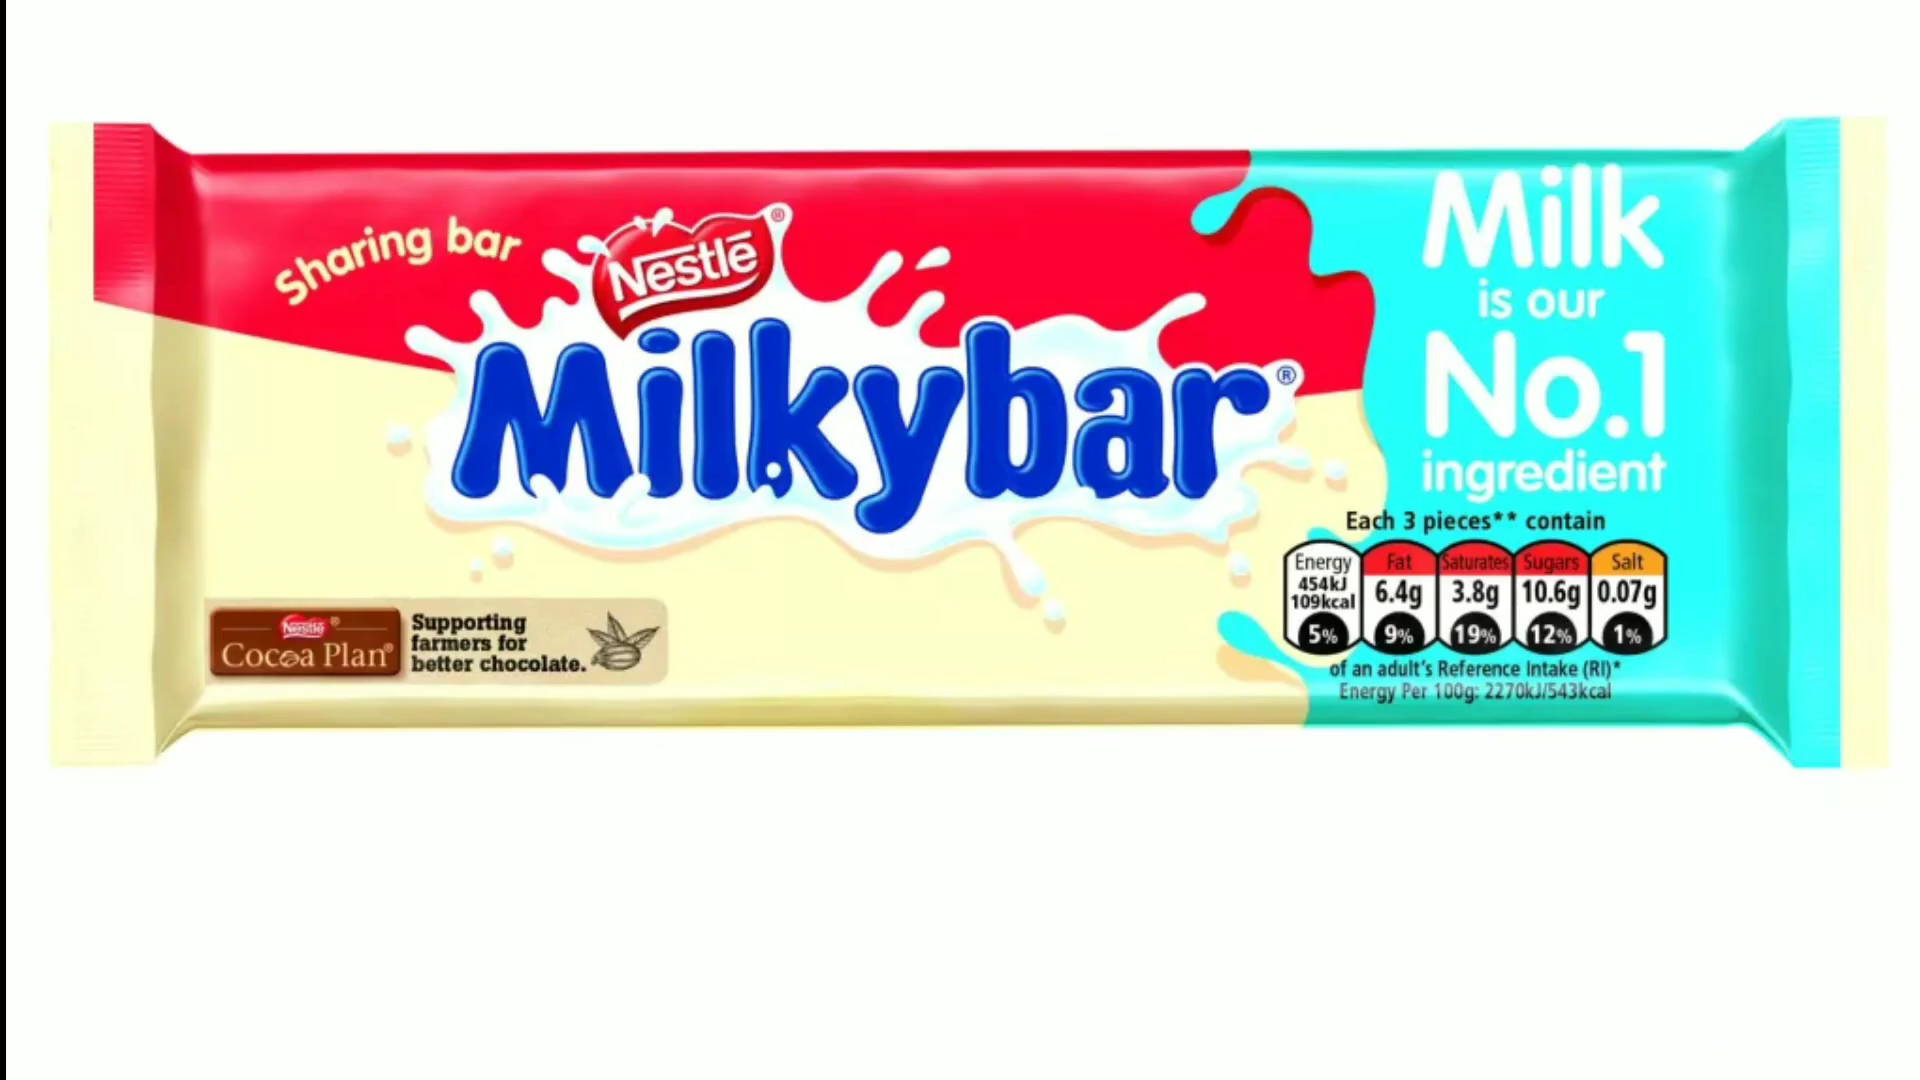 Sharing bar
Nestlé®
Milkybar®
Milk
is our
No.1
ingredient
Each 3 pieces** contain
Energy 454kJ 109kcal 5%
Fat 6.4g 9%
Saturates 3.8g 19%
Sugars 10.6g 12%
Salt 0.07g 1%
of an adult's Reference Intake (RI)*
Energy Per 100g: 2270kJ/543kcal
Nestlé®
Cocoa Plan®
Supporting
farmers for
better chocolate.